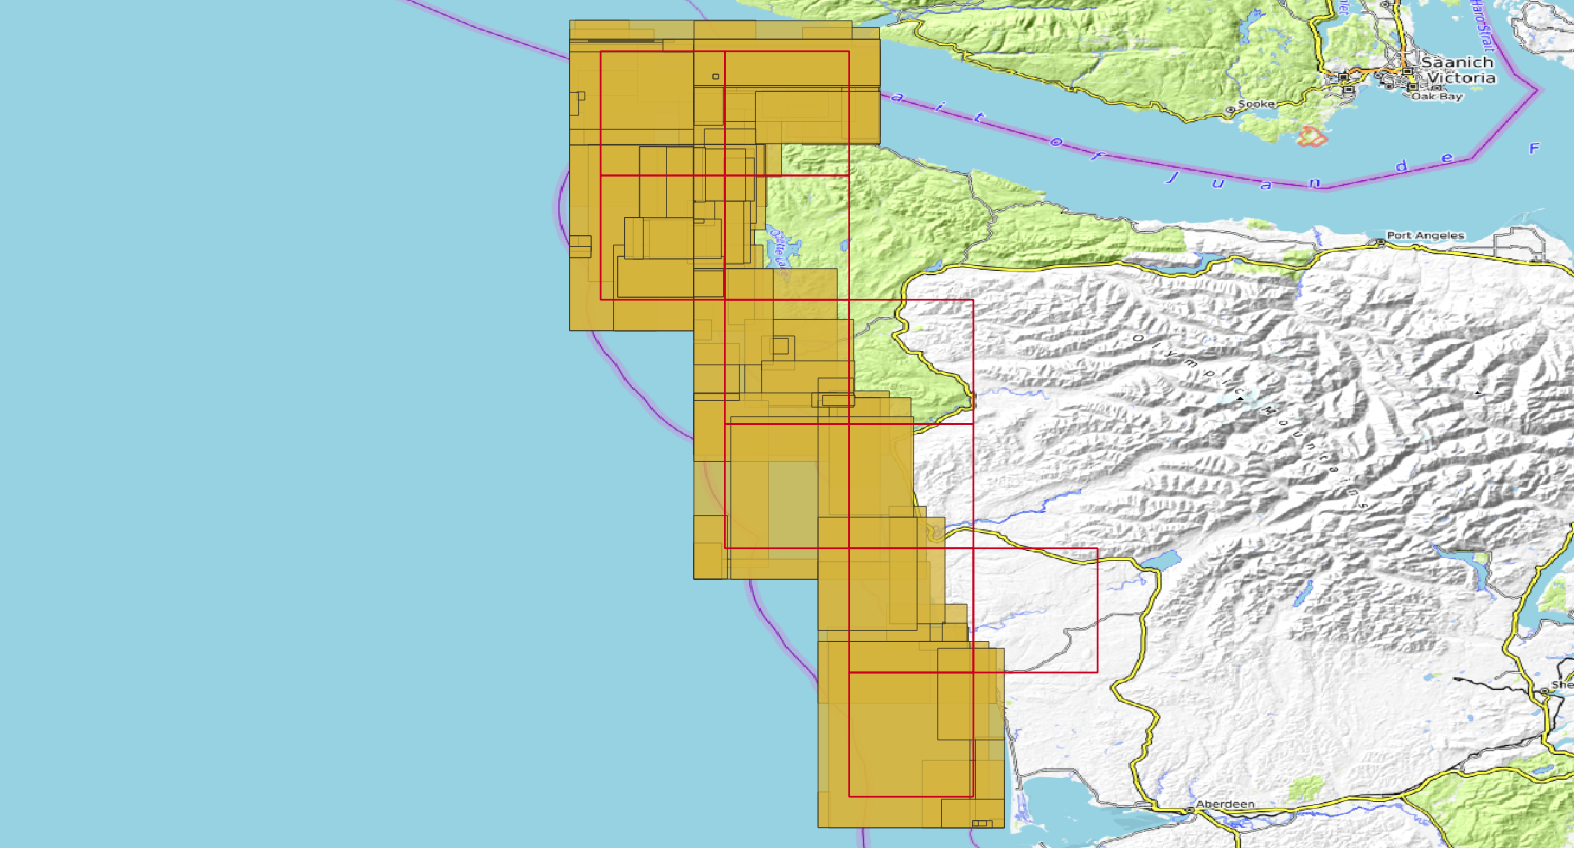 Haro Strait
Saanich
Victoria
Oak Bay
Sooke
a i t o f J u a n d e F
Port Angeles
Olympic Mountains
Aberdeen
She